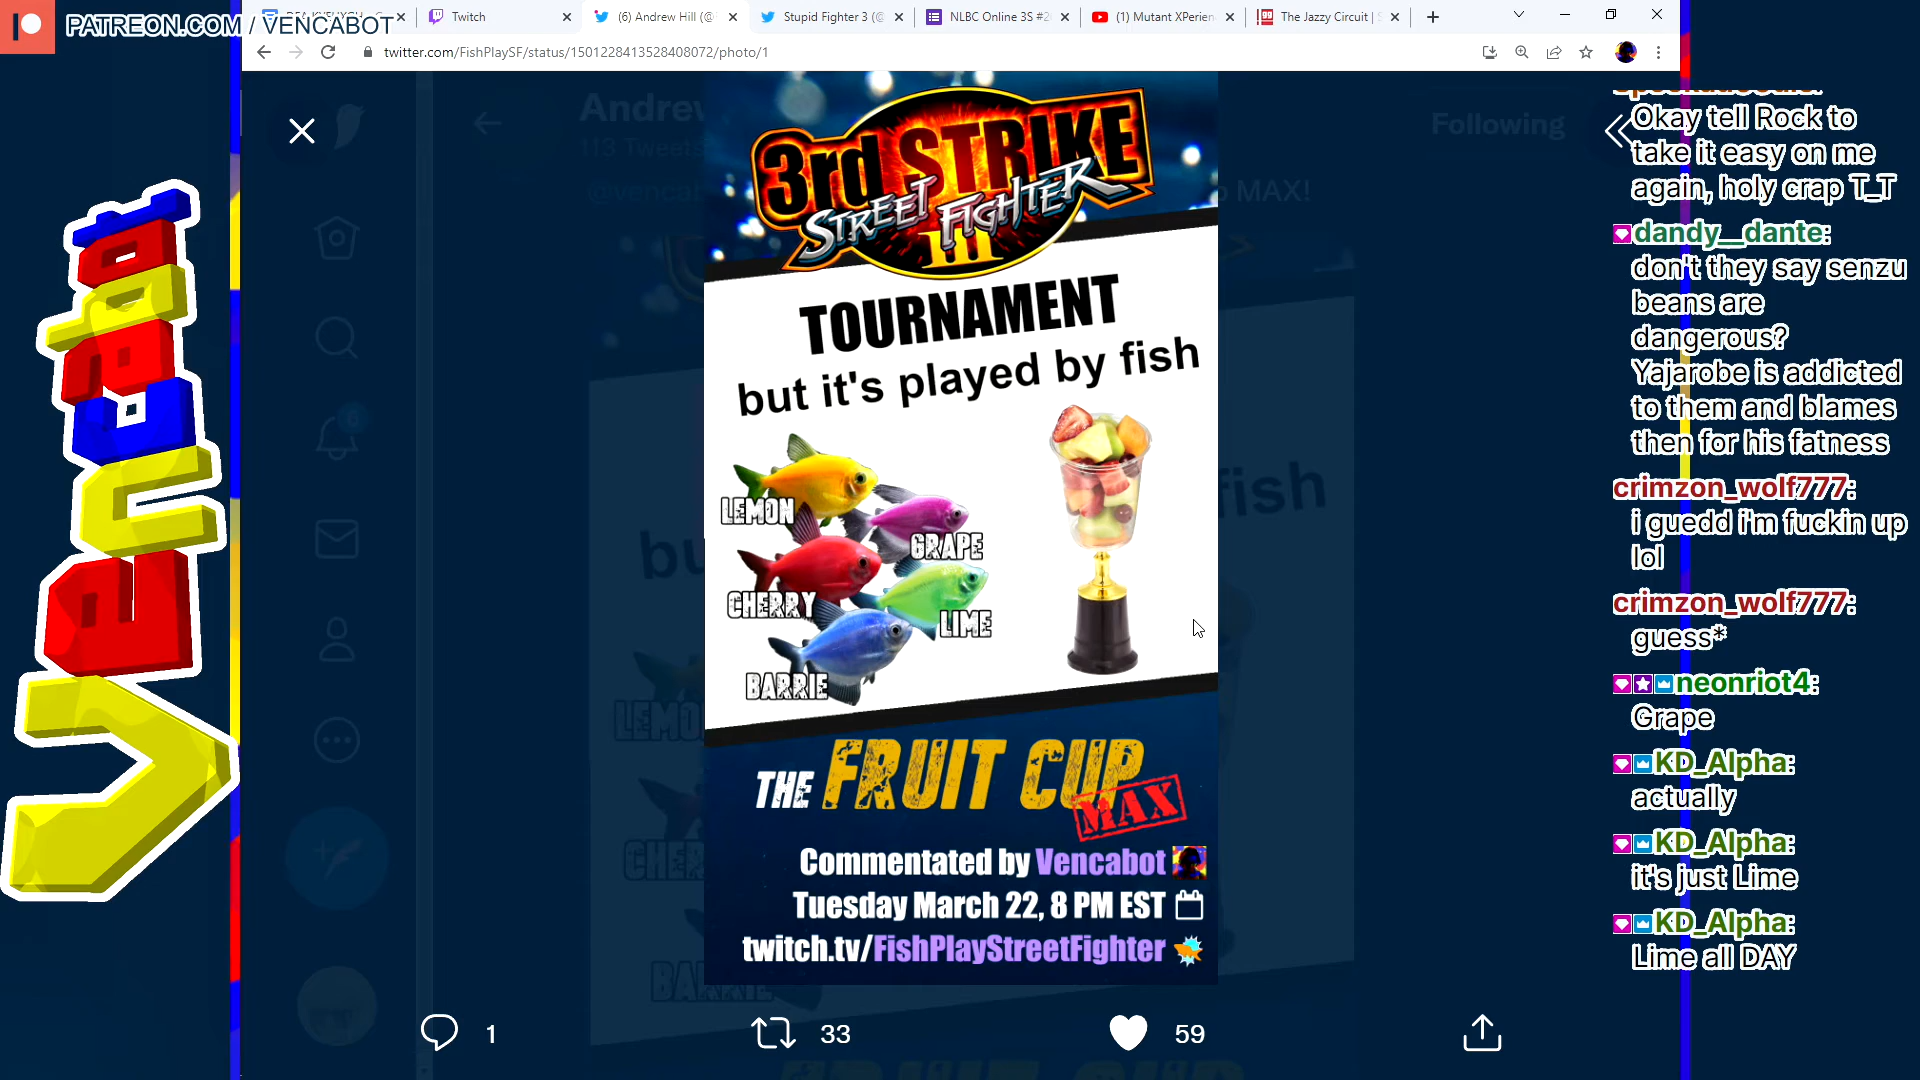 PATREON.COM / VENCABOT
Vencabot
Twitch
(6) Andrew Hill (@
Stupid Fighter 3 (@
NLBC Online 3S #2
(1) Mutant XPerien
The Jazzy Circuit | S
twitter.com/FishPlaySF/status/1501228413528408072/photo/1
Andrew
113 Tweets
Following
@vencab
MAX!
3rd STRIKE
STREET FIGHTER
III
TOURNAMENT
but it's played by fish
LEMON
GRAPE
CHERRY
LIME
BARRIE
THE FRUIT CUP
MAX
Commentated by Vencabot
Tuesday March 22, 8 PM EST
twitch.tv/FishPlayStreetFighter
1
33
59
Okay tell Rock to
take it easy on me
again, holy crap T_T
dandy__dante:
don't they say senzu
beans are
dangerous?
Yajarobe is addicted
to them and blames
then for his fatness
crimzon_wolf777:
i guedd i'm fuckin up
lol
crimzon_wolf777:
guess*
neonriot4:
Grape
KD_Alpha:
actually
KD_Alpha:
it's just Lime
KD_Alpha:
Lime all DAY